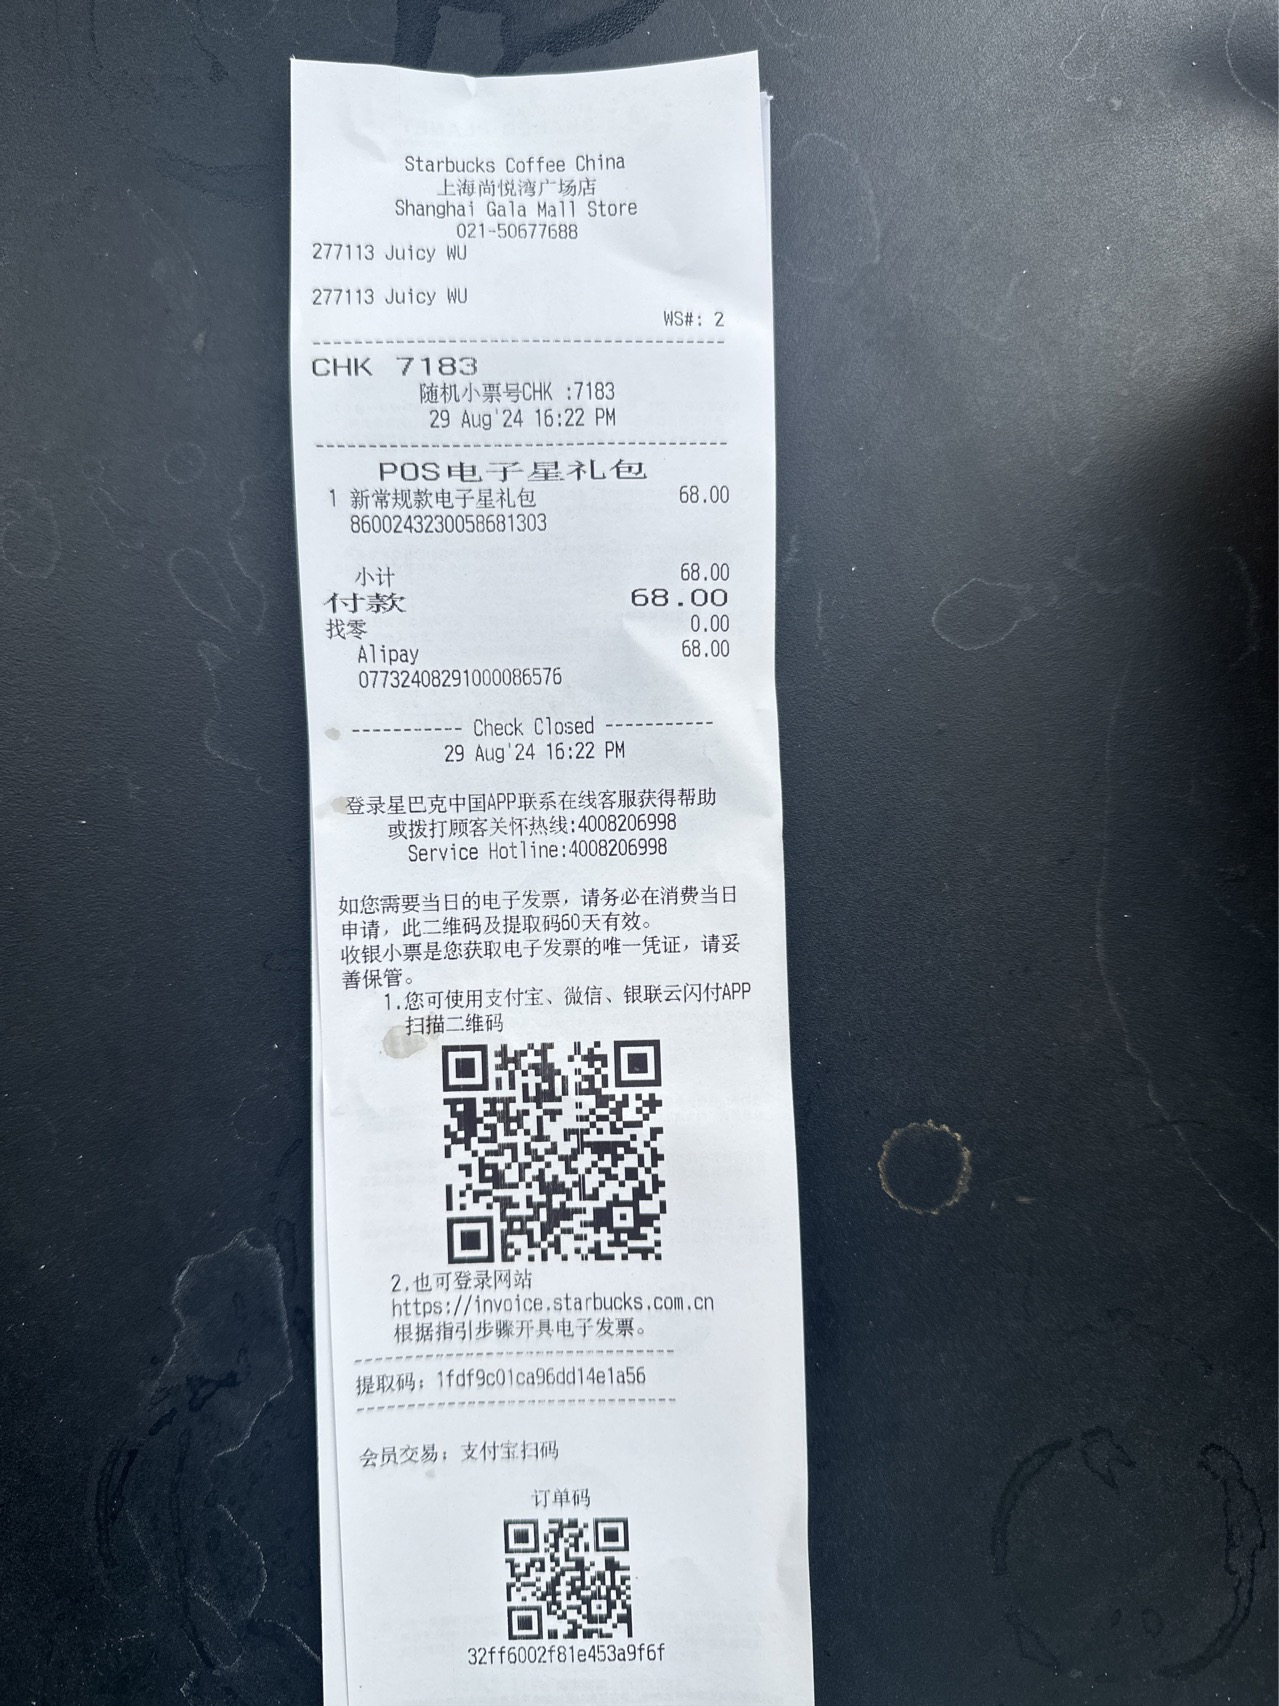 Starbucks Coffee China
上海尚悦湾广场店
Shanghai Gala Mall Store
021-50677688
277113 Juicy WU
277113 Juicy WU
WS#: 2
CHK 7183
随机小票号CHK :7183
29 Aug'24 16:22 PM
POS电子星礼包
1 新常规款电子星礼包 68.00
8600243230058681303
小计 68.00
付款 68.00
找零 0.00
Alipay 68.00
07732408291000086576
----------- Check Closed -----------
29 Aug'24 16:22 PM
登录星巴克中国APP联系在线客服获得帮助
或拨打顾客关怀热线:4008206998
Service Hotline:4008206998
如您需要当日的电子发票，请务必在消费当日
申请，此二维码及提取码60天有效。
收银小票是您获取电子发票的唯一凭证，请妥
善保管。
1.您可使用支付宝、微信、银联云闪付APP
扫描二维码
2.也可登录网站
https://invoice.starbucks.com.cn
根据指引步骤开具电子发票。
提取码：1fdf9c01ca96dd14e1a56
会员交易：支付宝扫码
订单码
32ff6002f81e453a9f6f